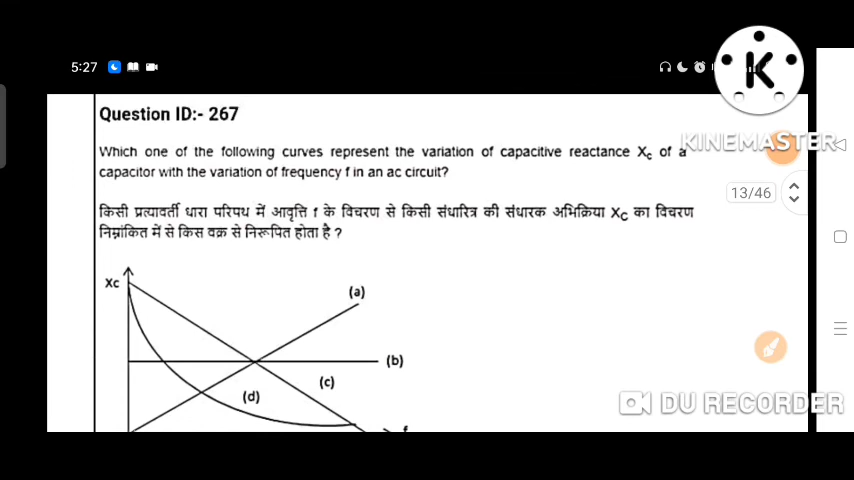 5:27
K
KINEMASTER
Question ID:- 267
Which one of the following curves represent the variation of capacitive reactance Xc of a
capacitor with the variation of frequency f in an ac circuit?
13/46
किसी प्रत्यावर्ती धारा परिपथ में आवृत्ति f के विचरण से किसी संधारित्र की संधारक अभिक्रिया Xc का विचरण
निम्नांकित में से किस वक्र से निरूपित होता है ?
Xc
(a)
(b)
(c)
(d)
DU RECORDER
f